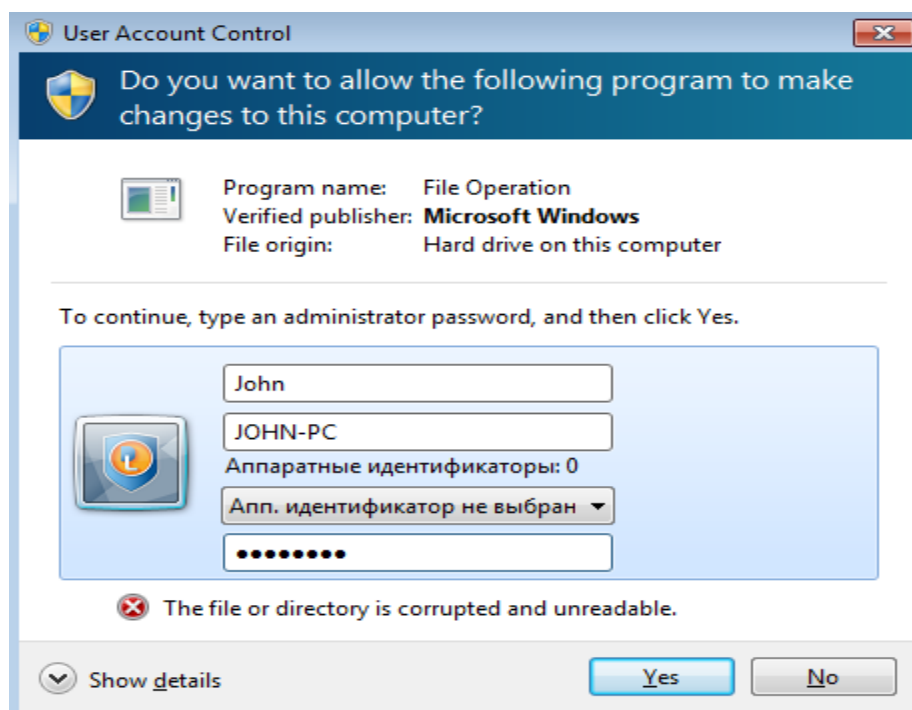 User Account Control
Do you want to allow the following program to make
changes to this computer?
Program name: File Operation
Verified publisher: Microsoft Windows
File origin: Hard drive on this computer
To continue, type an administrator password, and then click Yes.
John
JOHN-PC
Аппаратные идентификаторы: 0
Апп. идентификатор не выбран
●●●●●●●●
The file or directory is corrupted and unreadable.
Show details
Yes No